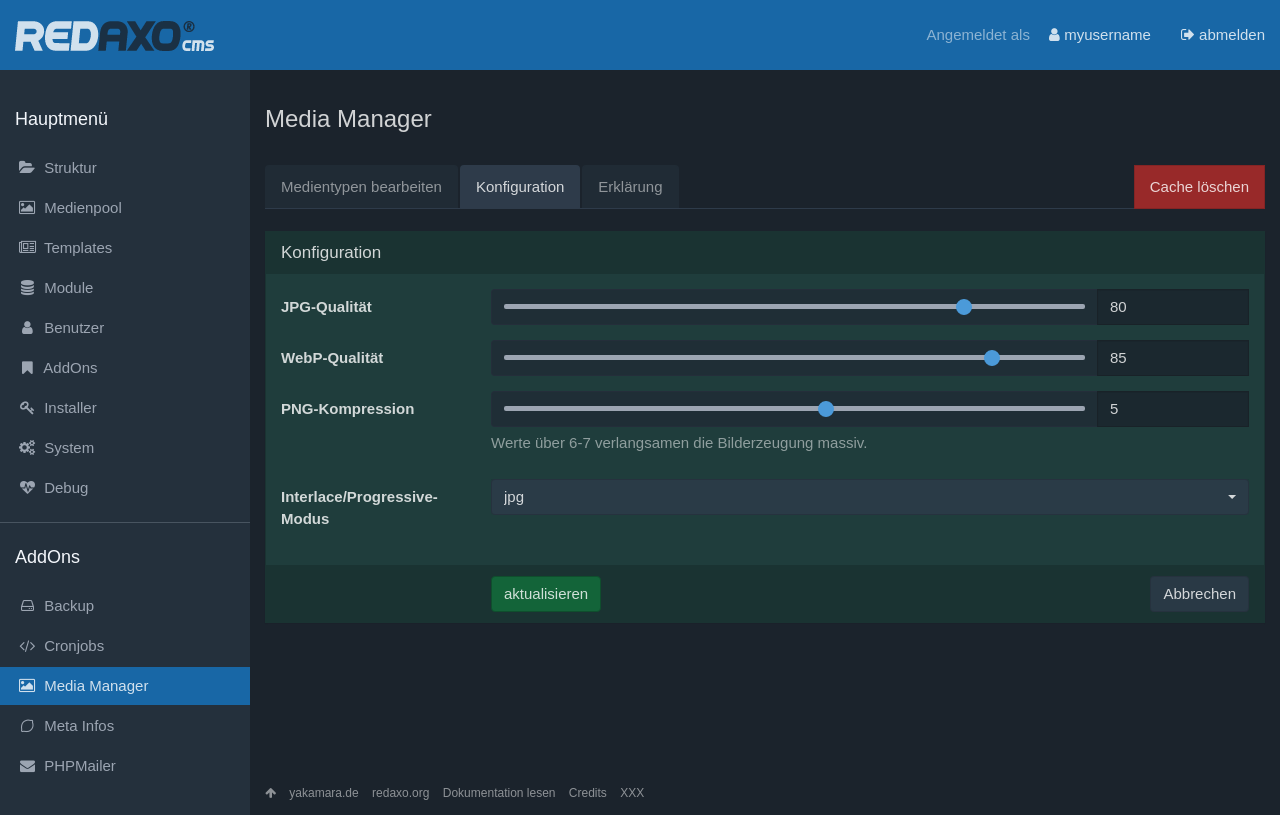 REDAXO® cms
Angemeldet als myusername abmelden
Hauptmenü
Struktur
Medienpool
Templates
Module
Benutzer
AddOns
Installer
System
Debug
AddOns
Backup
Cronjobs
Media Manager
Meta Infos
PHPMailer
Media Manager
Medientypen bearbeiten Konfiguration Erklärung Cache löschen
Konfiguration
JPG-Qualität 80
WebP-Qualität 85
PNG-Kompression 5
Werte über 6-7 verlangsamen die Bilderzeugung massiv.
Interlace/Progressive-
Modus
jpg
aktualisieren Abbrechen
yakamara.de redaxo.org Dokumentation lesen Credits XXX